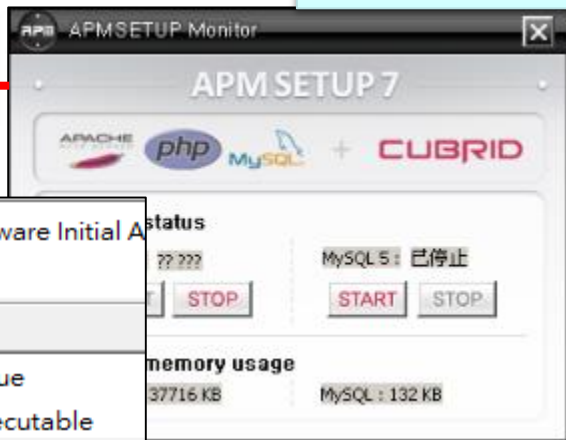 APM APMSETUP Monitor
APM SETUP 7
APACHE php MySQL + CUBRID
ware Initial A
status
?? ??? MySQL 5 : 已停止
T STOP START STOP
memory usage
ue
37716 KB MySQL : 132 KB
ecutable